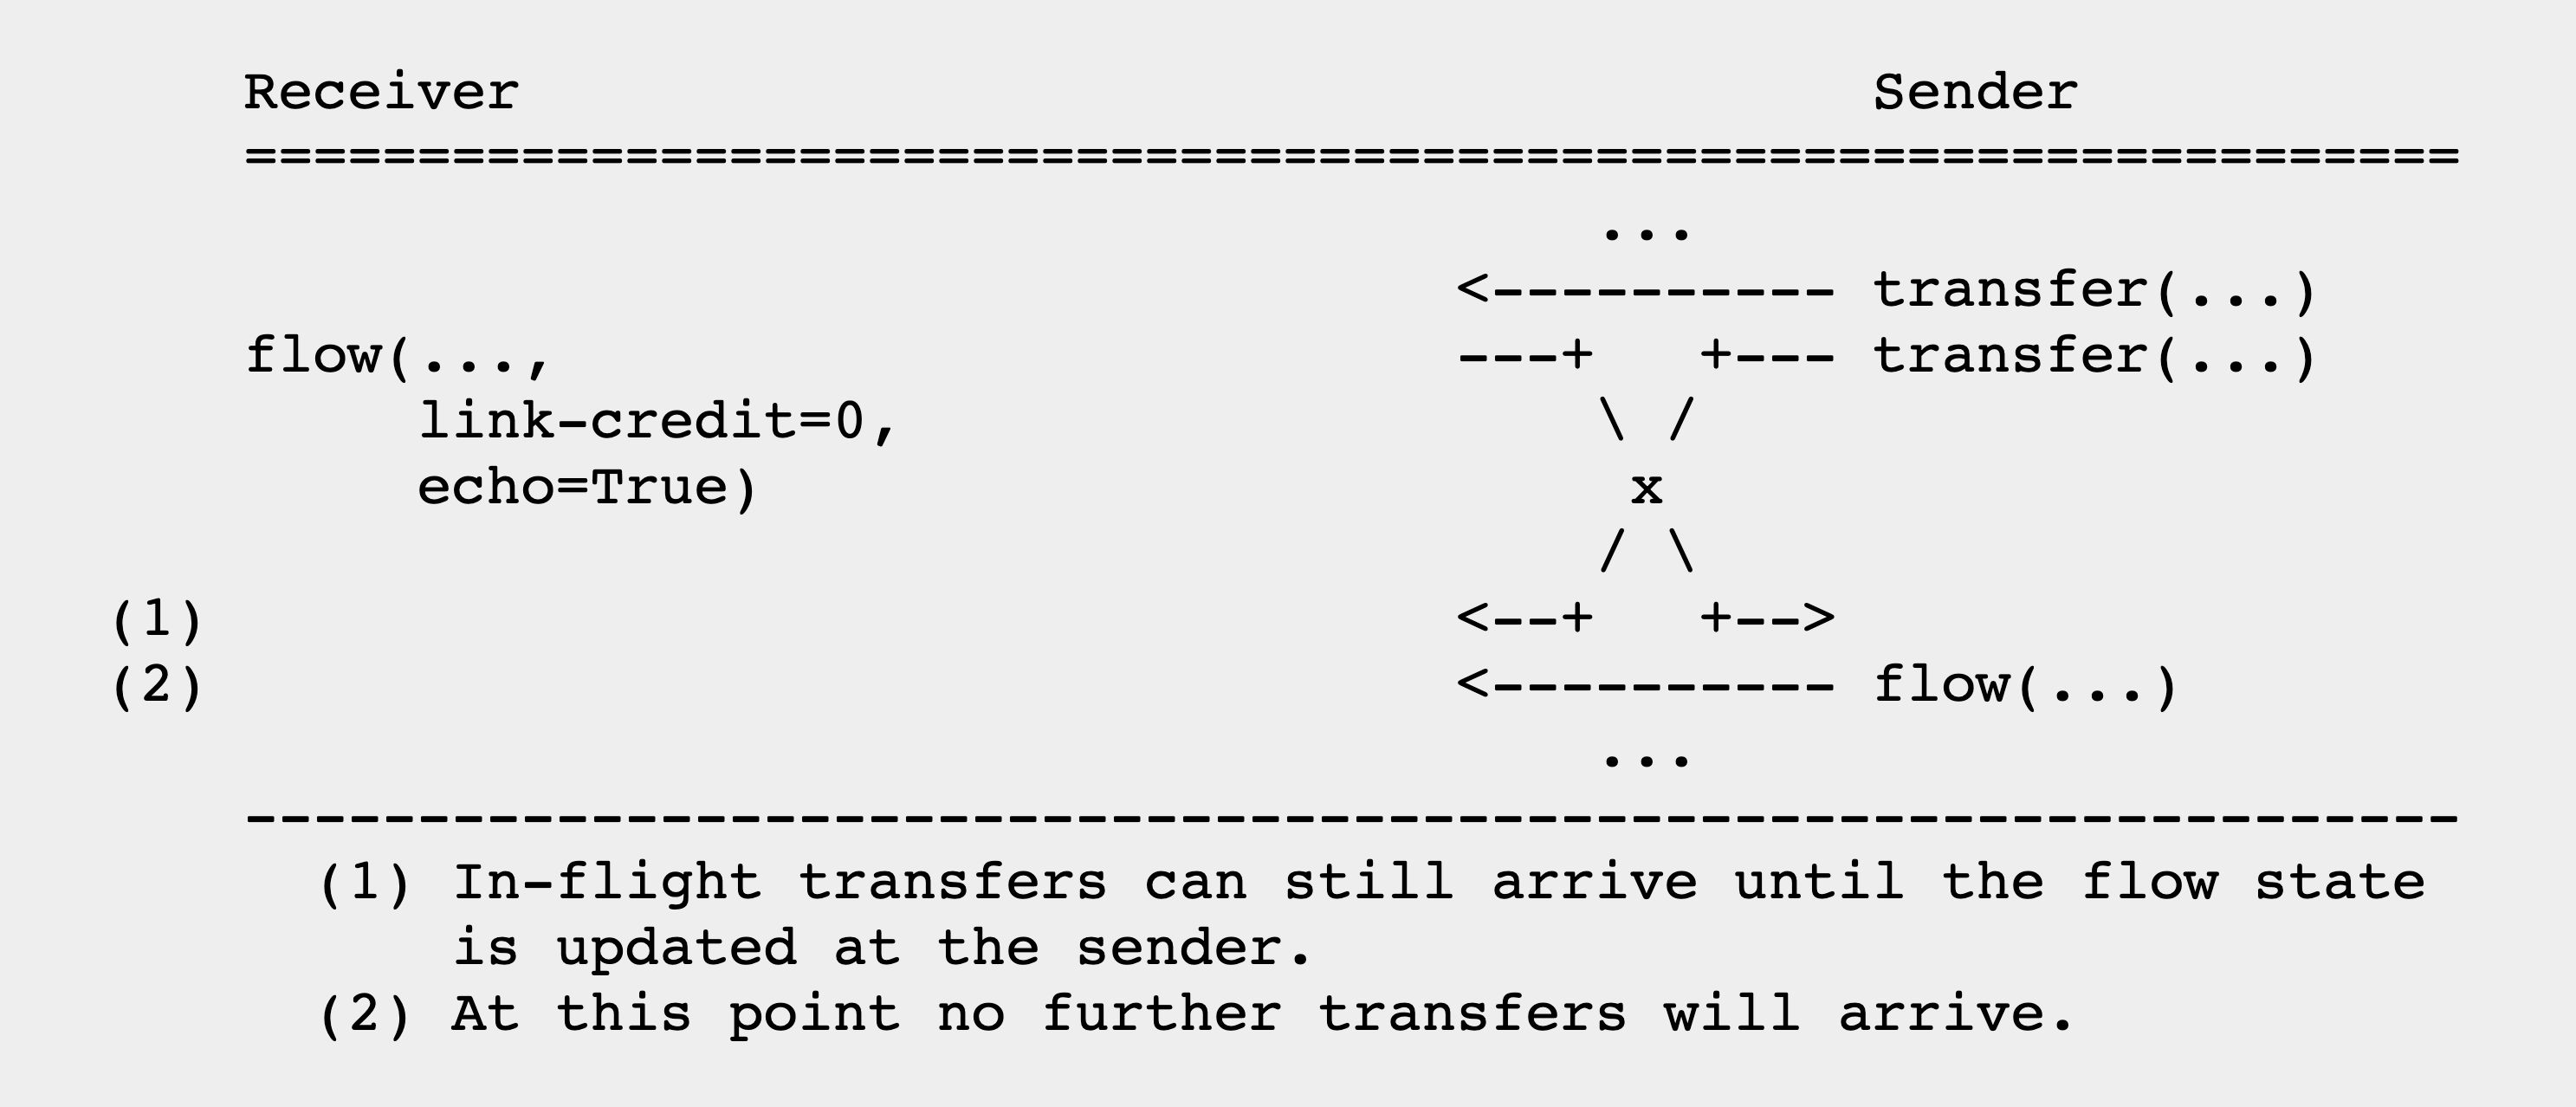 Receiver                                       Sender
================================================================
                                       ...
                                   <---------- transfer(...)
flow(...,                          ---+   +--- transfer(...)
     link-credit=0,                    \ /
     echo=True)                         x
                                       / \
(1)                                <--+   +-->
(2)                                <---------- flow(...)
                                       ...
----------------------------------------------------------------
(1) In-flight transfers can still arrive until the flow state
is updated at the sender.
(2) At this point no further transfers will arrive.